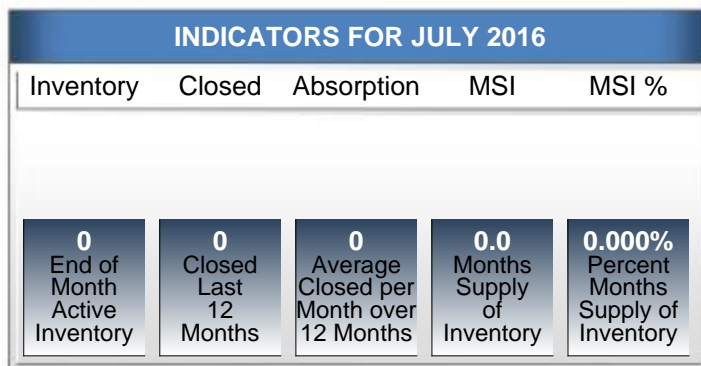 INDICATORS FOR JULY 2016
Inventory Closed Absorption MSI MSI %
0
End of
Month
Active
Inventory
0
Closed
Last
12
Months
0
Average
Closed per
Month over
12 Months
0.0
Months
Supply
of
Inventory
0.000%
Percent
Months
Supply of
Inventory